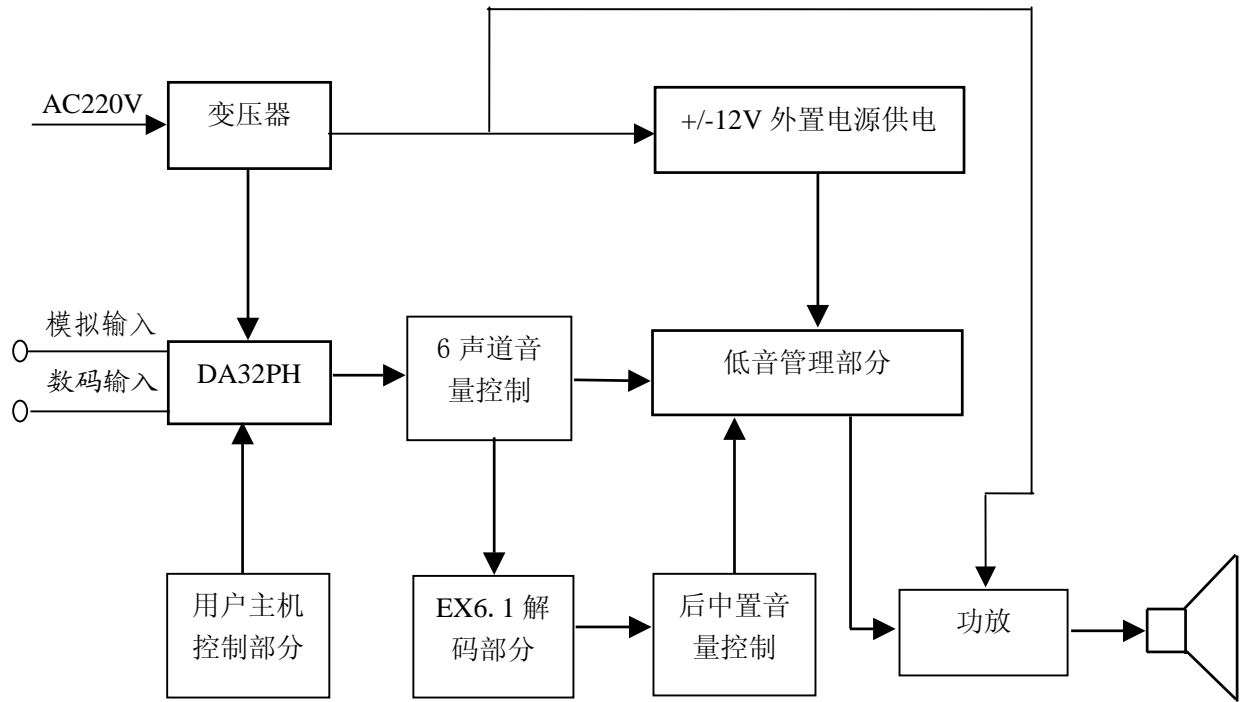 AC220V
变压器
+/-12V 外置电源供电
模拟输入
数码输入
DA32PH
6 声道音
量控制
低音管理部分
用户主机
控制部分
EX6. 1 解
码部分
后中置音
量控制
功放